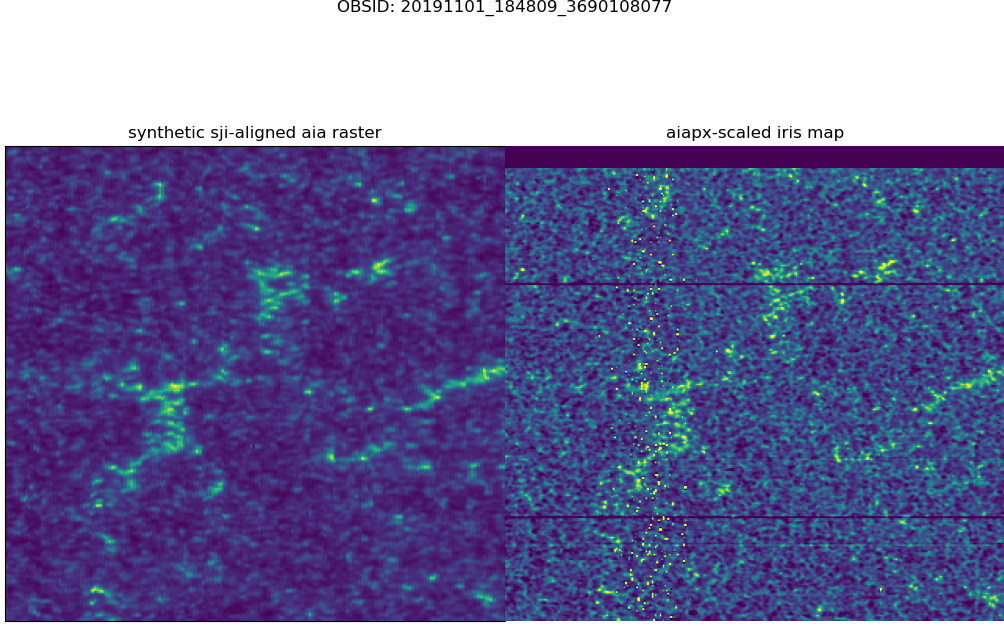 OBSID: 20191101_184809_3690108077
synthetic sji-aligned aia raster
aiapx-scaled iris map